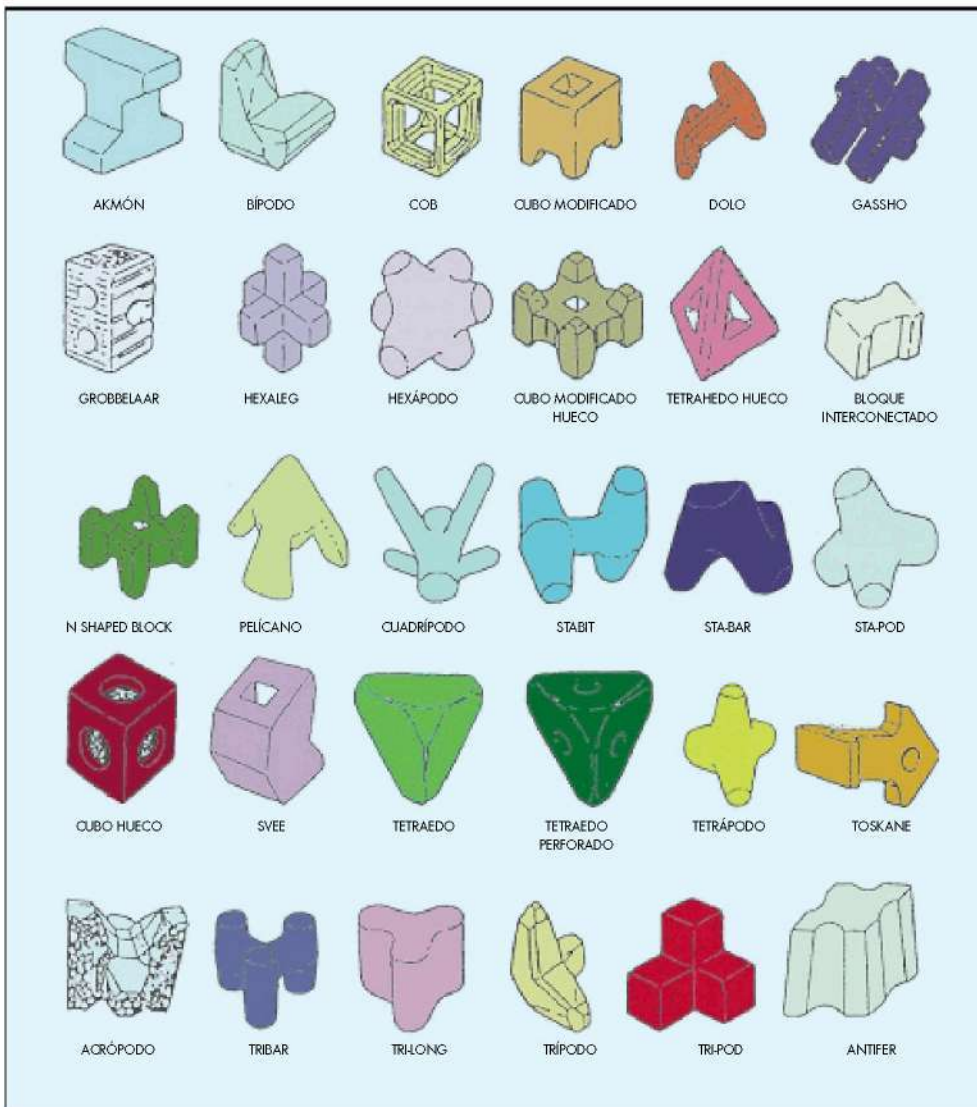 AKMÓN
BÍPODO
COB
CUBO MODIFICADO
DOLO
GASSHO
GROBBELAAR
HEXALEG
HEXÁPODO
CUBO MODIFICADO
HUECO
TETRAHEDO HUECO
BLOQUE
INTERCONECTADO
N SHAPED BLOCK
PELÍCANO
CUADRÍPODO
STABIT
STA-BAR
STA-POD
CUBO HUECO
SVEE
TETRAEDO
TETRAEDO
PERFORADO
TETRÁPODO
TOSKANE
ACRÓPODO
TRIBAR
TRI-LONG
TRÍPODO
TRI-POD
ANTIFER